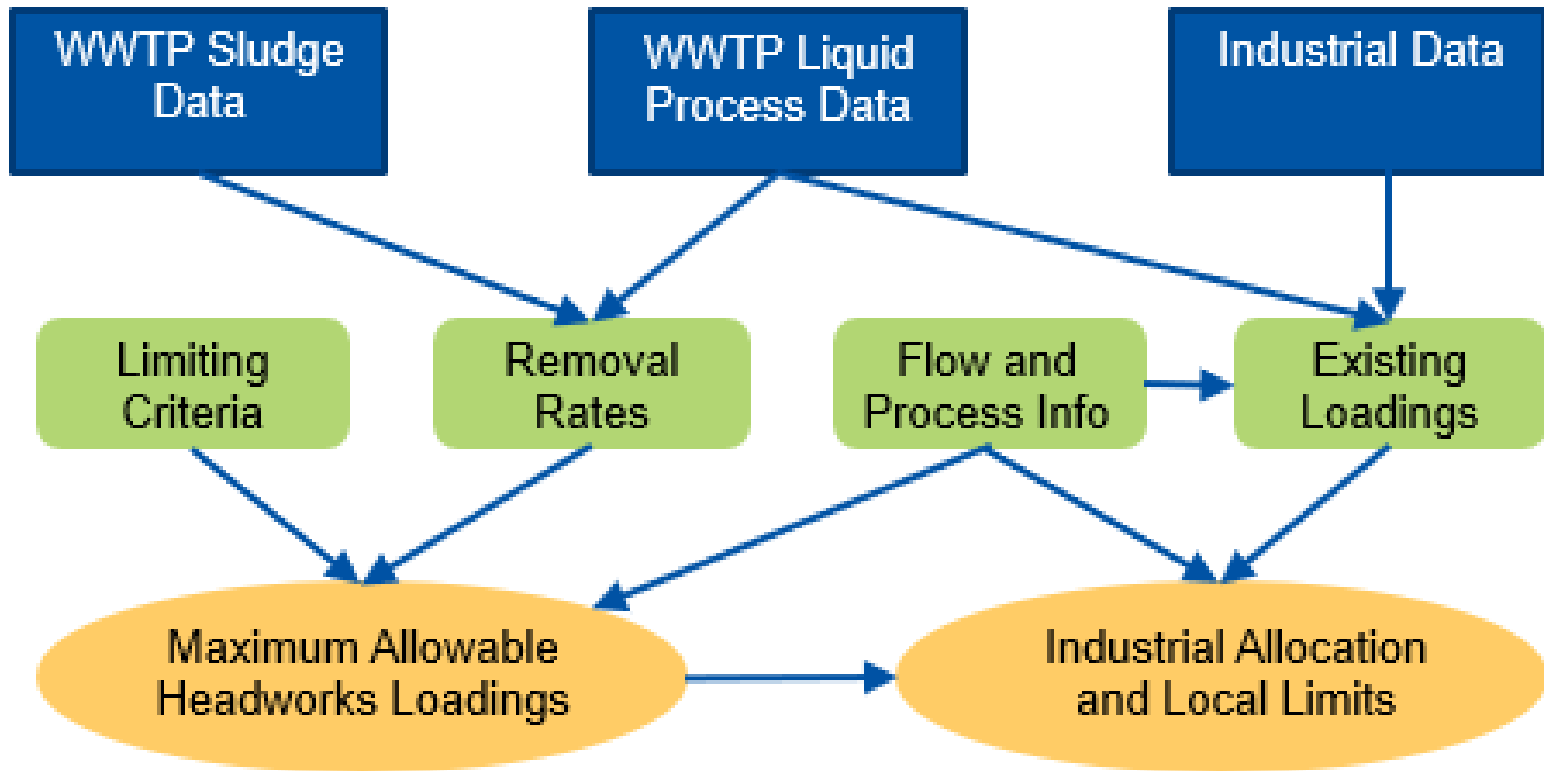 WWTP Sludge
Data
WWTP Liquid
Process Data
Industrial Data
Limiting
Criteria
Removal
Rates
Flow and
Process Info
Existing
Loadings
Maximum Allowable
Headworks Loadings
Industrial Allocation
and Local Limits